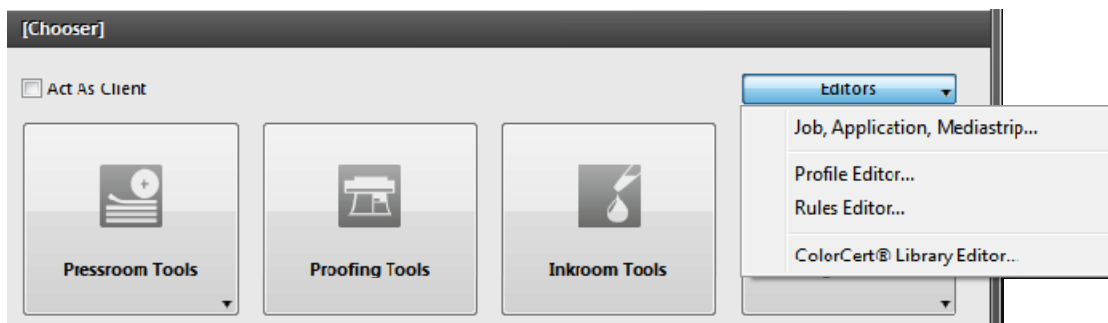 [Chooser]
Act As Client
Editors
Job, Application, Mediastrip...
Profile Editor...
Rules Editor...
ColorCert® Library Editor...
Pressroom Tools
Proofing Tools
Inkroom Tools